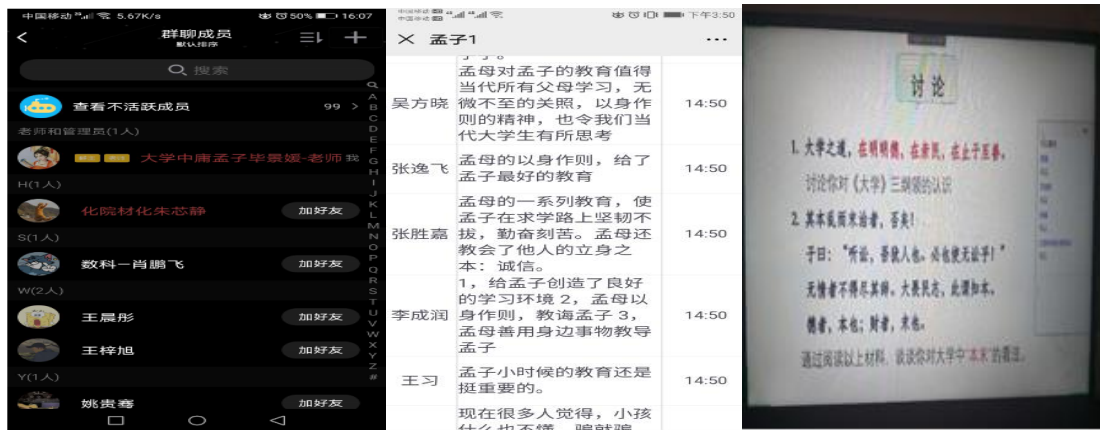 中国移动 5.67K/s 50% 16:07
群聊成员
默认排序
搜索
查看不活跃成员 99
老师和管理员(1人)
大学中庸孟子毕景媛-老师 我
H(1人)
化院材化朱芯静 加好友
S(1人)
数科一肖鹏飞 加好友
W(2人)
王晨彤 加好友
王梓旭 加好友
Y(1人)
姚贵骞 加好友
A
B
C
D
E
F
G
H
I
J
K
L
M
N
O
P
Q
R
S
T
U
V
W
X
Y
Z
#
下午3:50
孟子1
孟母对孟子的教育值得
当代所有父母学习，无
吴方晓 微不至的关照，以身作 14:50
则的精神，也令我们当
代大学生有所思考
张逸飞 孟母的以身作则，给了 14:50
孟子最好的教育
孟母的一系列教育，使
孟子在求学路上坚韧不
张胜嘉 拔，勤奋刻苦。孟母还 14:50
教会了他人的立身之
本：诚信。
1，给孟子创造了良好
的学习环境 2，孟母以
李成润 身作则，教诲孟子 3， 14:50
孟母善用身边事物教导
孟子
王习 孟子小时候的教育还是 14:50
挺重要的。
现在很多人觉得，小孩
什么也不懂，骗就骗
讨论
1. 大学之道，在明明德，在亲民，在止于至善。
讨论你对《大学》三纲领的认识
2. 其本乱而末治者，否矣！
子曰：“听讼，吾犹人也。必也使无讼乎！”
无情者不得尽其辞。大畏民志，此谓知本。
德者，本也；财者，末也。
通过阅读以上材料，谈谈你对大学中“本末”的看法。